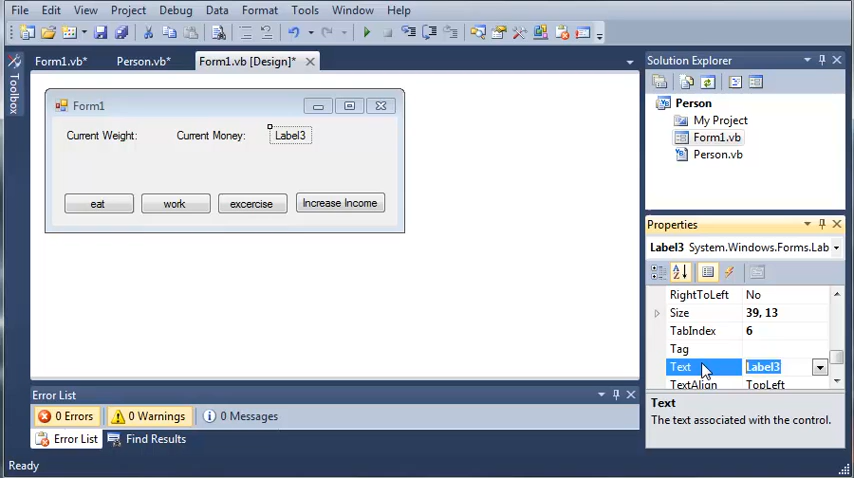 File Edit View Project Build Debug Data Format Tools Window Help
Form1.vb* Person.vb* Form1.vb [Design]*
Toolbox
Form1
Current Weight: Current Money: Label3
eat work excercise Increase Income
Solution Explorer
Person
My Project
Form1.vb
Person.vb
Properties
Label3 System.Windows.Forms.Lab
RightToLeft No
Size 39, 13
TabIndex 6
Tag
Text Label3
TextAlign TopLeft
Text
The text associated with the control.
Error List
0 Errors 0 Warnings 0 Messages
Error List Find Results
Ready